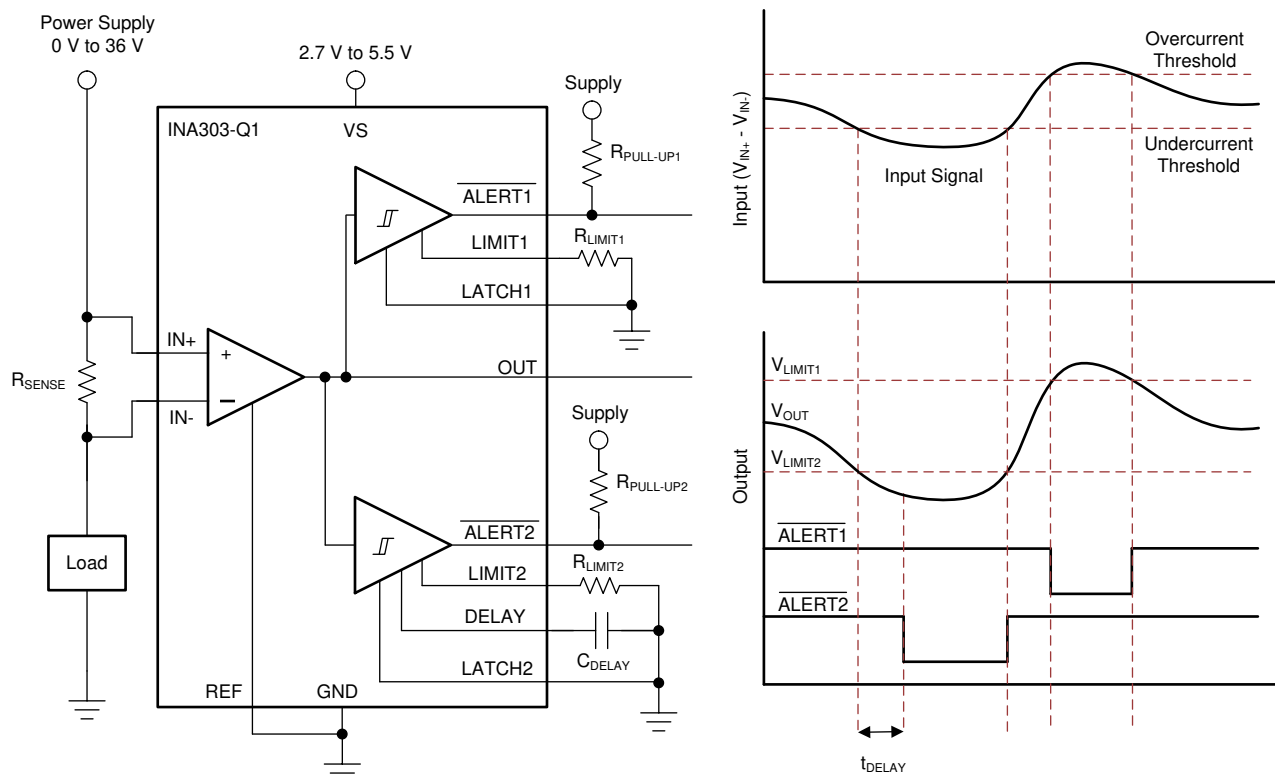 Power Supply
0 V to 36 V
2.7 V to 5.5 V
Supply
INA303-Q1
VS
RPULL-UP1
ALERT1
LIMIT1
RLIMIT1
LATCH1
IN+
+
RSENSE
OUT
IN-
−
Supply
RPULL-UP2
ALERT2
Load
LIMIT2
RLIMIT2
DELAY
CDELAY
LATCH2
REF
GND
Input (VIN+ - VIN-)
Overcurrent
Threshold
Undercurrent
Threshold
Input Signal
Output
VLIMIT1
VOUT
VLIMIT2
ALERT1
ALERT2
tDELAY